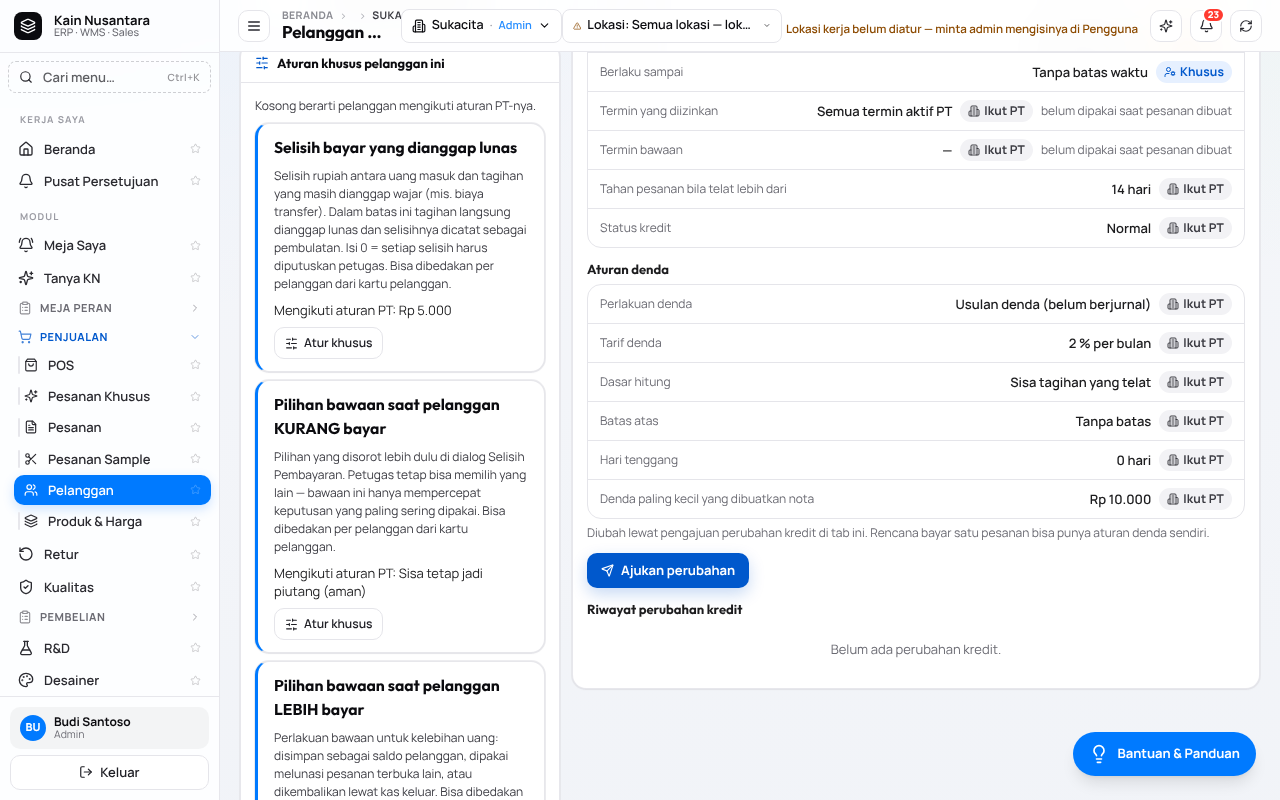 Kain Nusantara
ERP · WMS · Sales
Cari menu...
Ctrl+K
KERJA SAYA
Beranda
Pusat Persetujuan
MODUL
Meja Saya
Tanya KN
MEJA PERAN
PENJUALAN
POS
Pesanan Khusus
Pesanan
Pesanan Sample
Pelanggan
Produk & Harga
Retur
Kualitas
PEMBELIAN
R&D
Desainer
BU
Budi Santoso
Admin
Keluar
BERANDA
Pelanggan ...
Sukacita · Admin
Lokasi: Semua lokasi — lok...
Lokasi kerja belum diatur — minta admin mengisinya di Pengguna
23
Aturan khusus pelanggan ini
Kosong berarti pelanggan mengikuti aturan PT-nya.
Selisih bayar yang dianggap lunas
Selisih rupiah antara uang masuk dan tagihan
yang masih dianggap wajar (mis. biaya
transfer). Dalam batas ini tagihan langsung
dianggap lunas dan selisihnya dicatat sebagai
pembulatan. Isi 0 = setiap selisih harus
diputuskan petugas. Bisa dibedakan per
pelanggan dari kartu pelanggan.
Mengikuti aturan PT: Rp 5.000
Atur khusus
Pilihan bawaan saat pelanggan
KURANG bayar
Pilihan yang disorot lebih dulu di dialog Selisih
Pembayaran. Petugas tetap bisa memilih yang
lain — bawaan ini hanya mempercepat
keputusan yang paling sering dipakai. Bisa
dibedakan per pelanggan dari kartu
pelanggan.
Mengikuti aturan PT: Sisa tetap jadi
piutang (aman)
Atur khusus
Pilihan bawaan saat pelanggan
LEBIH bayar
Perlakuan bawaan untuk kelebihan uang:
disimpan sebagai saldo pelanggan, dipakai
melunasi pesanan terbuka lain, atau
dikembalikan lewat kas keluar. Bisa dibedakan
Berlaku sampai
Tanpa batas waktu Khusus
Termin yang diizinkan
Semua termin aktif PT Ikut PT belum dipakai saat pesanan dibuat
Termin bawaan
— Ikut PT belum dipakai saat pesanan dibuat
Tahan pesanan bila telat lebih dari
14 hari Ikut PT
Status kredit
Normal Ikut PT
Aturan denda
Perlakuan denda
Usulan denda (belum berjurnal) Ikut PT
Tarif denda
2 % per bulan Ikut PT
Dasar hitung
Sisa tagihan yang telat Ikut PT
Batas atas
Tanpa batas Ikut PT
Hari tenggang
0 hari Ikut PT
Denda paling kecil yang dibuatkan nota
Rp 10.000 Ikut PT
Diubah lewat pengajuan perubahan kredit di tab ini. Rencana bayar satu pesanan bisa punya aturan denda sendiri.
Ajukan perubahan
Riwayat perubahan kredit
Belum ada perubahan kredit.
Bantuan & Panduan